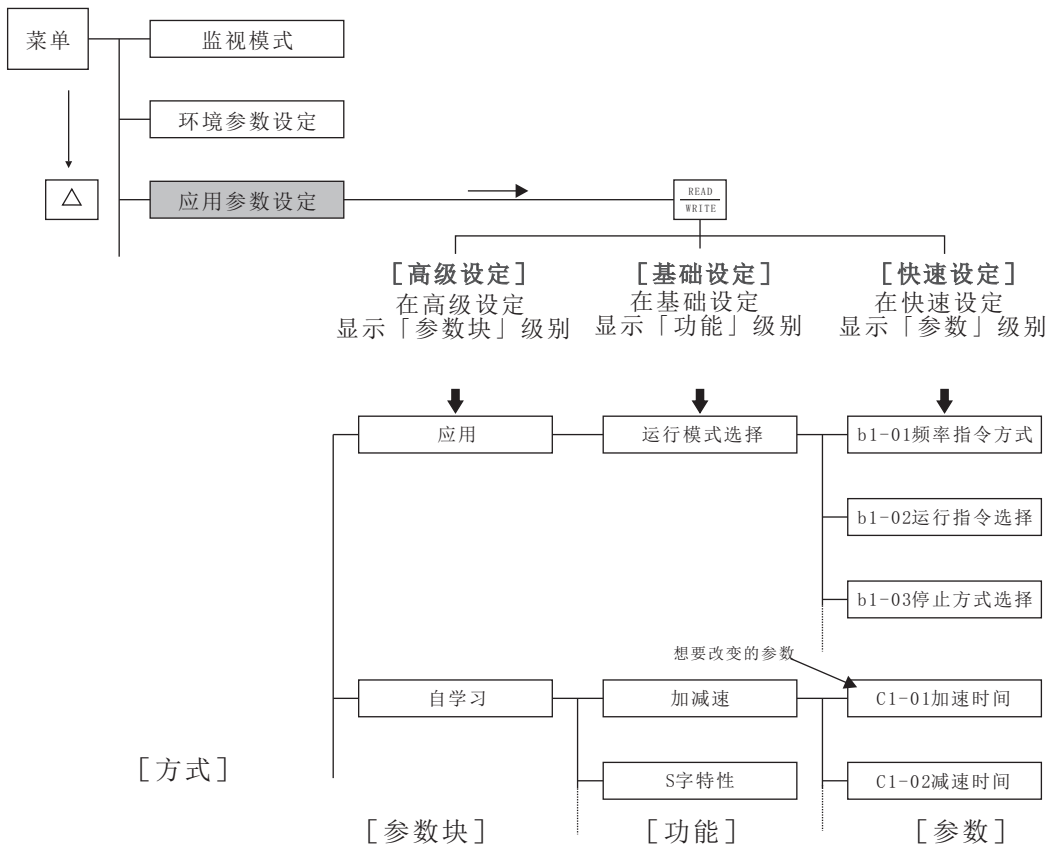 菜单
监视模式
环境参数设定
应用参数设定
READ
WRITE
［高级设定］
在高级设定
显示「参数块」级别
［基础设定］
在基础设定
显示「功能」级别
［快速设定］
在快速设定
显示「参数」级别
应用
运行模式选择
b1-01频率指令方式
b1-02运行指令选择
b1-03停止方式选择
想要改变的参数
自学习
加减速
C1-01加速时间
［方式］
S字特性
C1-02减速时间
［参数块］
［功能］
［参数］